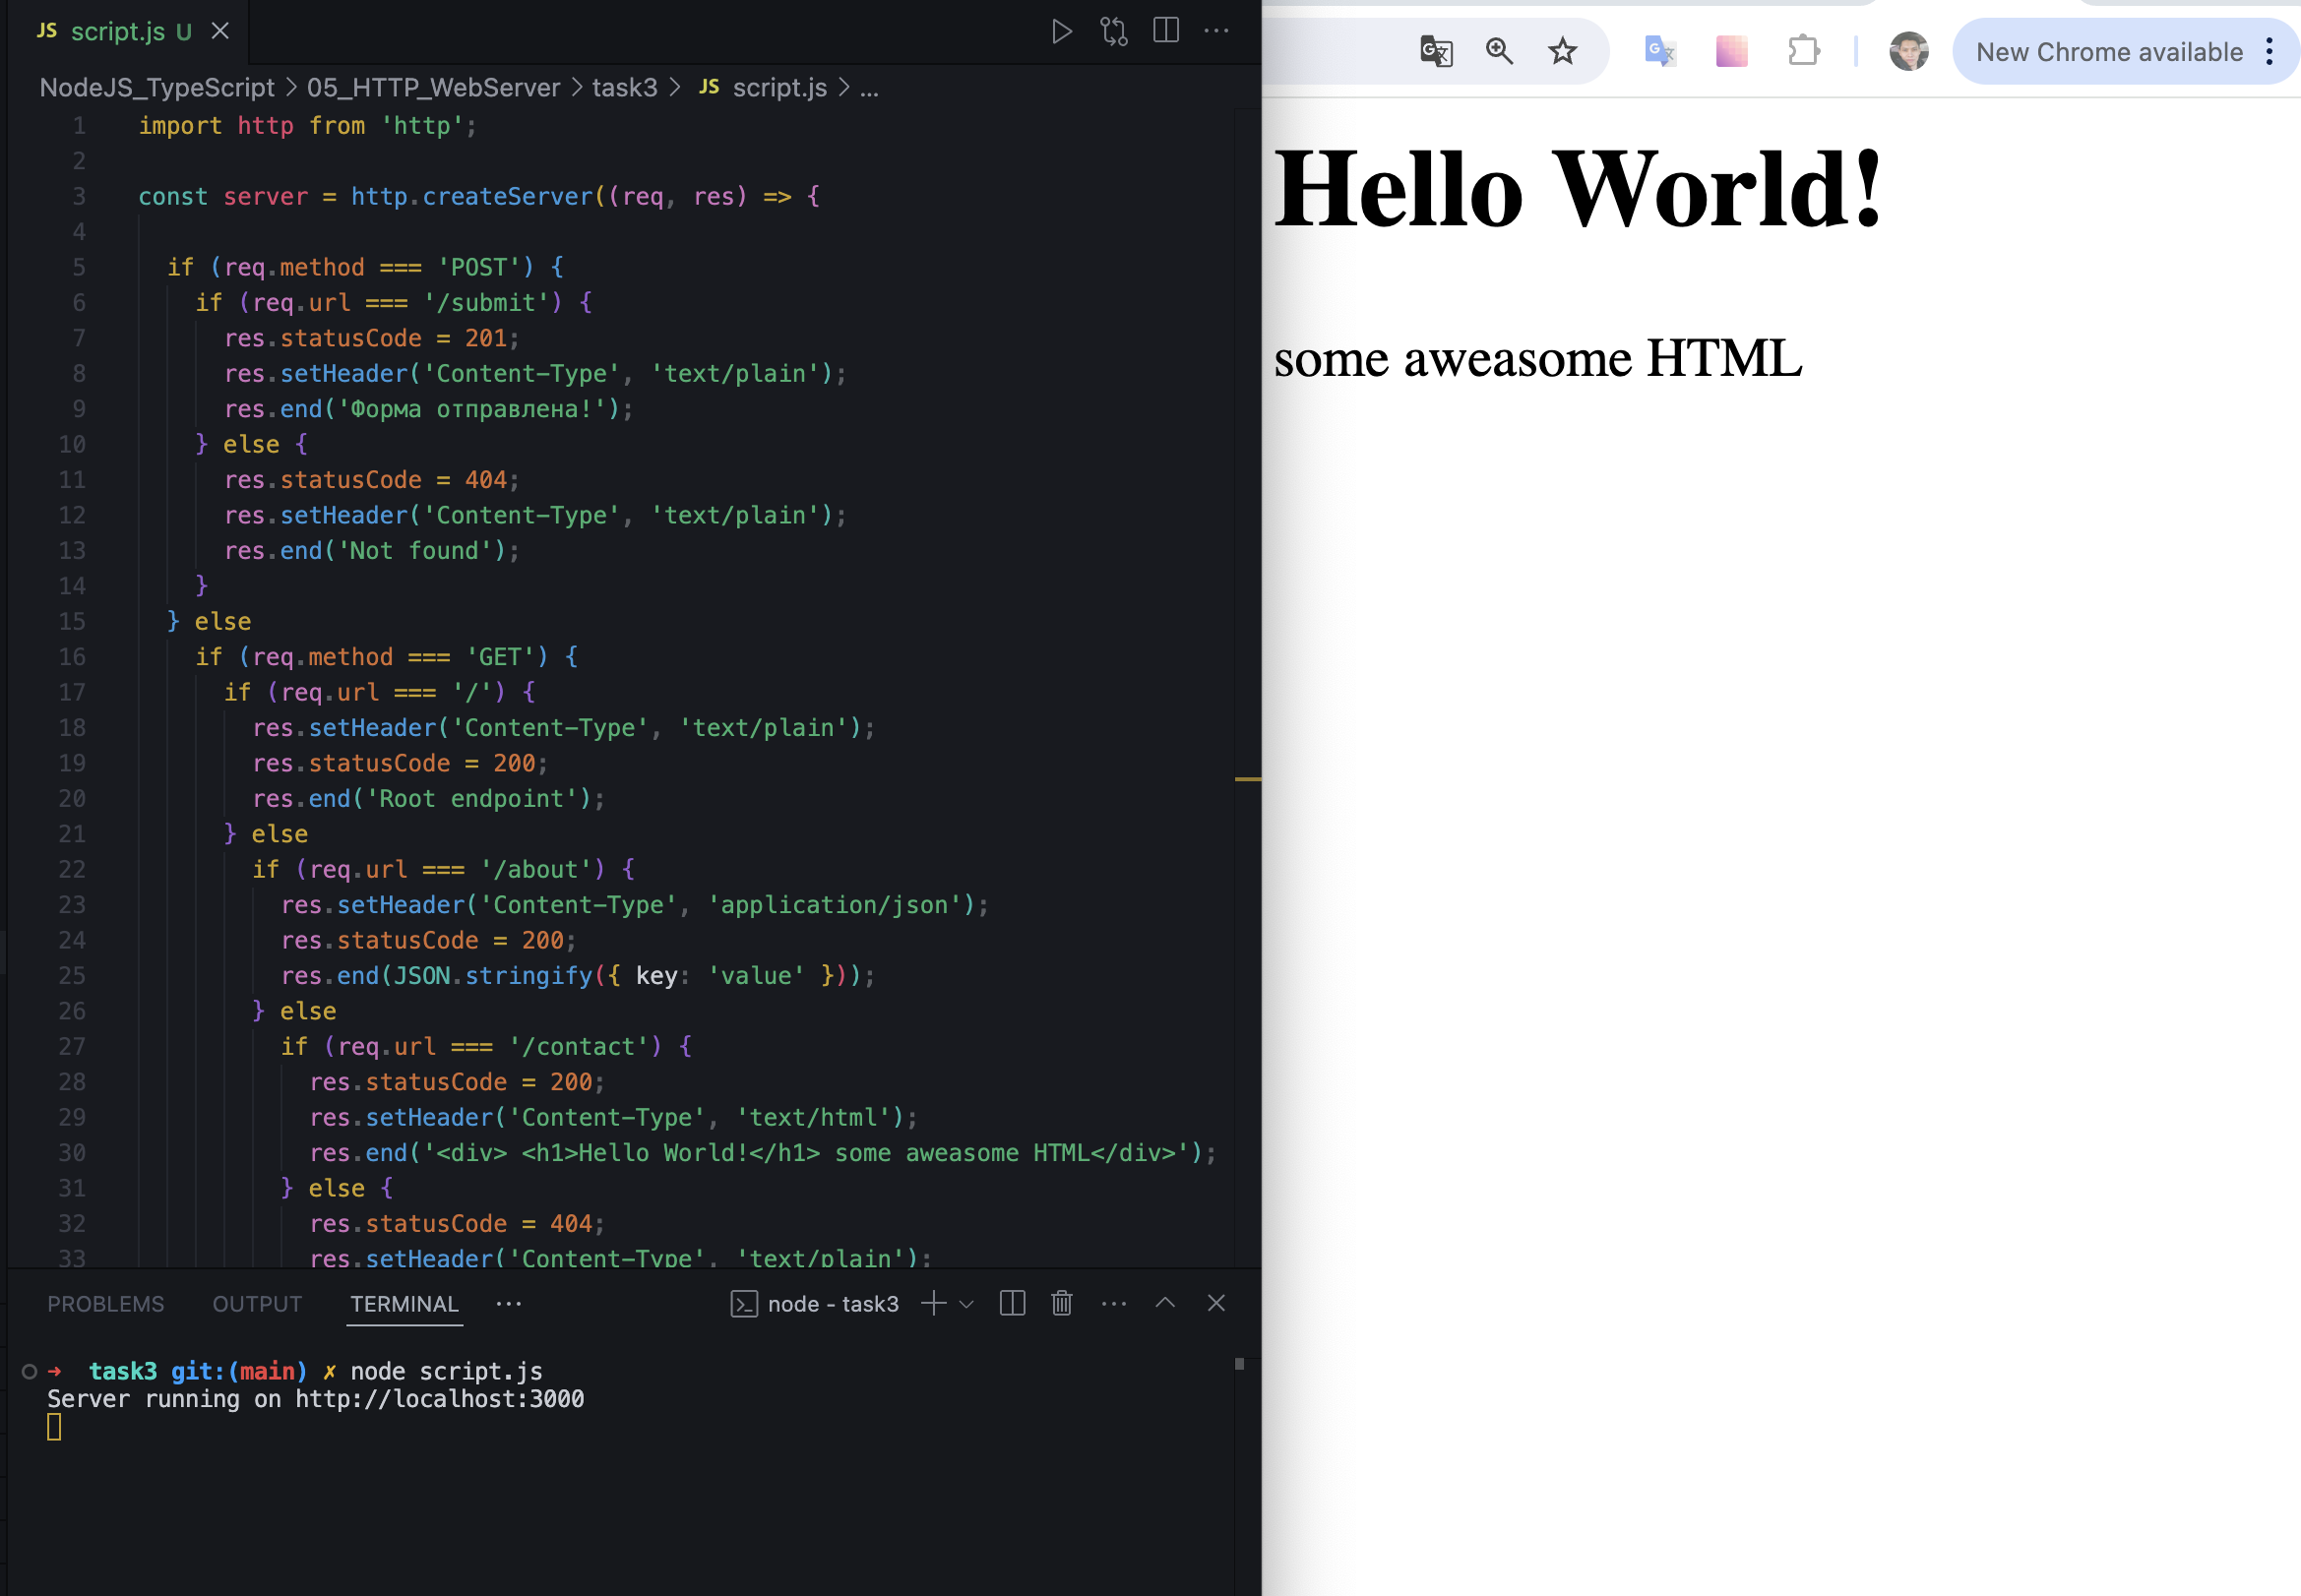 JS script.js U
NodeJS_TypeScript > 05_HTTP_WebServer > task3 > JS script.js > ...
1 import http from 'http';
2
3 const server = http.createServer((req, res) => {
4
5 if (req.method === 'POST') {
6 if (req.url === '/submit') {
7 res.statusCode = 201;
8 res.setHeader('Content-Type', 'text/plain');
9 res.end('Форма отправлена!');
10 } else {
11 res.statusCode = 404;
12 res.setHeader('Content-Type', 'text/plain');
13 res.end('Not found');
14 }
15 } else
16 if (req.method === 'GET') {
17 if (req.url === '/') {
18 res.setHeader('Content-Type', 'text/plain');
19 res.statusCode = 200;
20 res.end('Root endpoint');
21 } else
22 if (req.url === '/about') {
23 res.setHeader('Content-Type', 'application/json');
24 res.statusCode = 200;
25 res.end(JSON.stringify({ key: 'value' }));
26 } else
27 if (req.url === '/contact') {
28 res.statusCode = 200;
29 res.setHeader('Content-Type', 'text/html');
30 res.end('<div> <h1>Hello World!</h1> some aweasome HTML</div>');
31 } else {
32 res.statusCode = 404;
33 res.setHeader('Content-Type', 'text/plain');
PROBLEMS OUTPUT TERMINAL ... node - task3
→ task3 git:(main) ✗ node script.js
Server running on http://localhost:3000
New Chrome available
Hello World!
some aweasome HTML